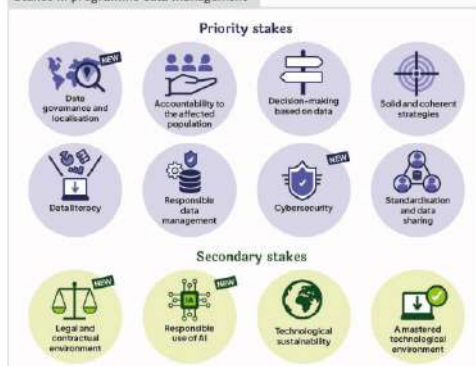 Priority stakes
NEW
Data
governance and
localisation
Accountability to
the affected
population
Decision-making
based on data
Solid and coherent
strategies
Data literacy
Responsible
data
management
NEW
Cybersecurity
Standardisation
and data
sharing
Secondary stakes
NEW
Legal and
contractual
environment
NEW
IA
Responsible
use of AI
Technological
sustainability
A mastered
technological
environment